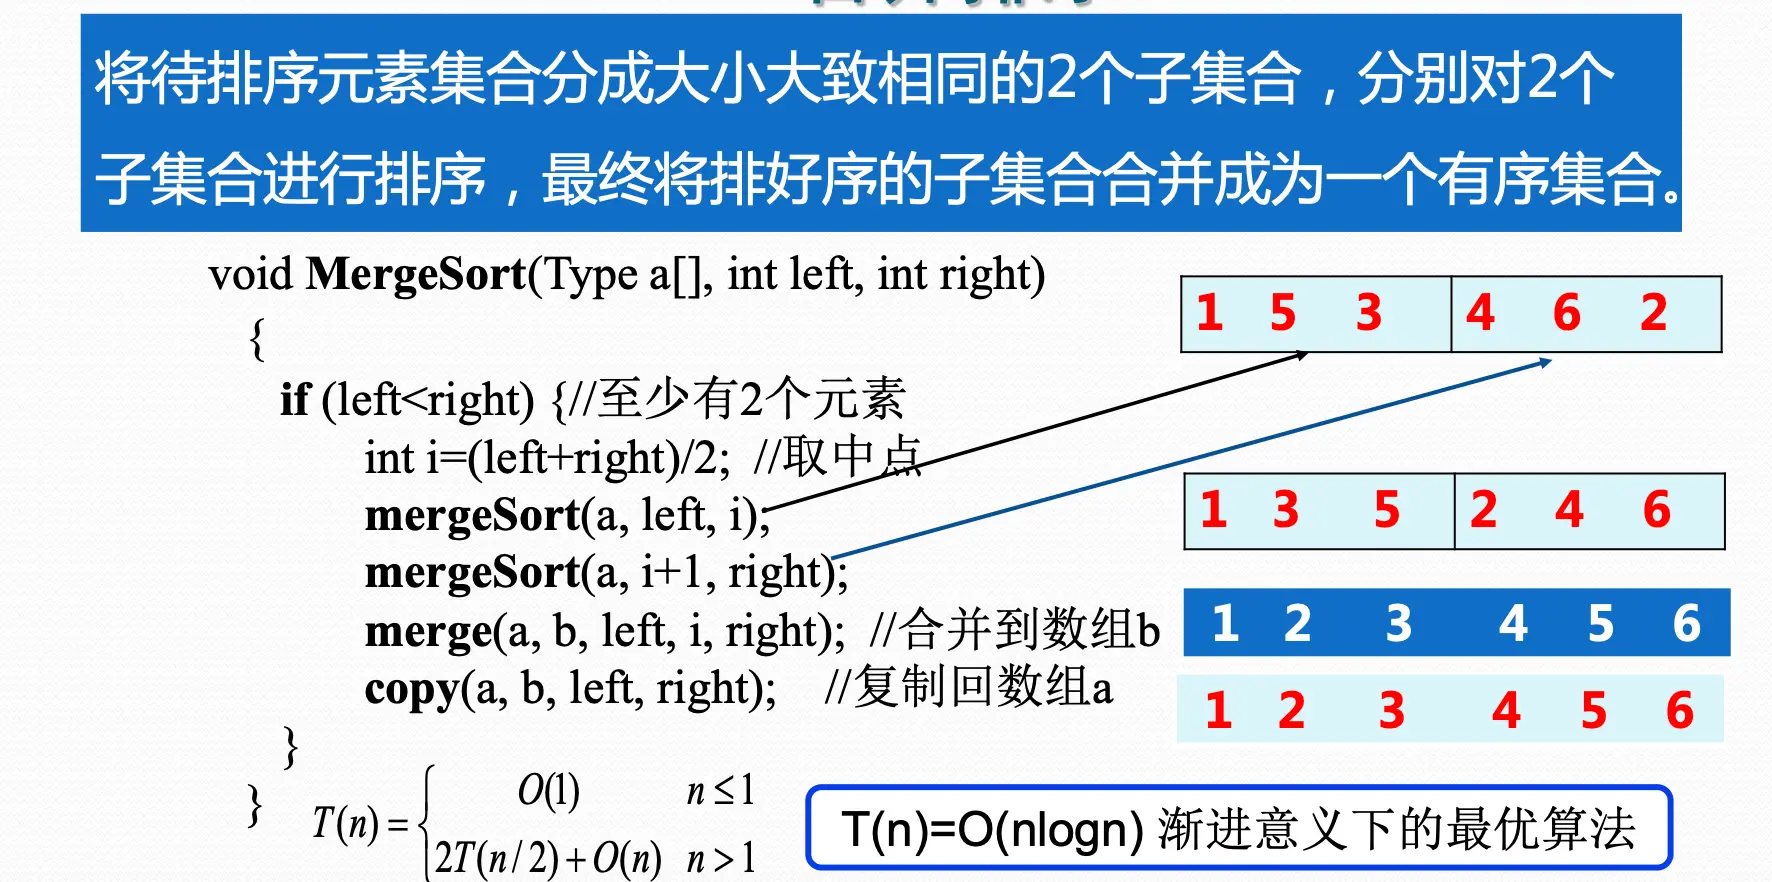 将待排序元素集合分成大小大致相同的2个子集合，分别对2个
子集合进行排序，最终将排好序的子集合合并成为一个有序集合。
void MergeSort(Type a[], int left, int right)
{
if (left<right) {//至少有2个元素
int i=(left+right)/2;  //取中点
mergeSort(a, left, i);
mergeSort(a, i+1, right);
merge(a, b, left, i, right);  //合并到数组b
copy(a, b, left, right);    //复制回数组a
}
}
1 5 3 4 6 2
1 3 5 2 4 6
1 2 3 4 5 6
1 2 3 4 5 6
T(n) = { O(1) n ≤ 1
2T(n/2)+O(n) n > 1
T(n)=O(nlogn) 渐进意义下的最优算法